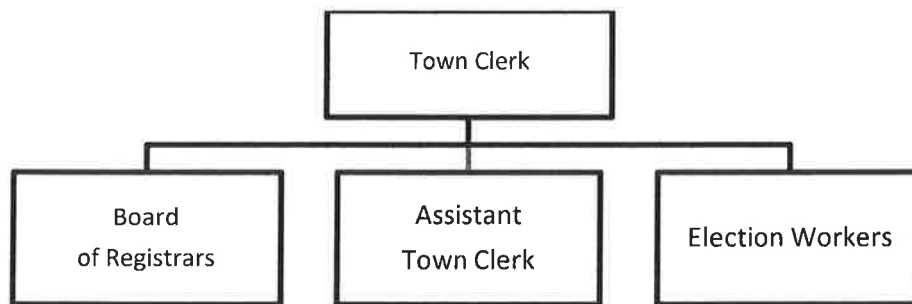 Town Clerk
Board
of Registrars
Assistant
Town Clerk
Election Workers